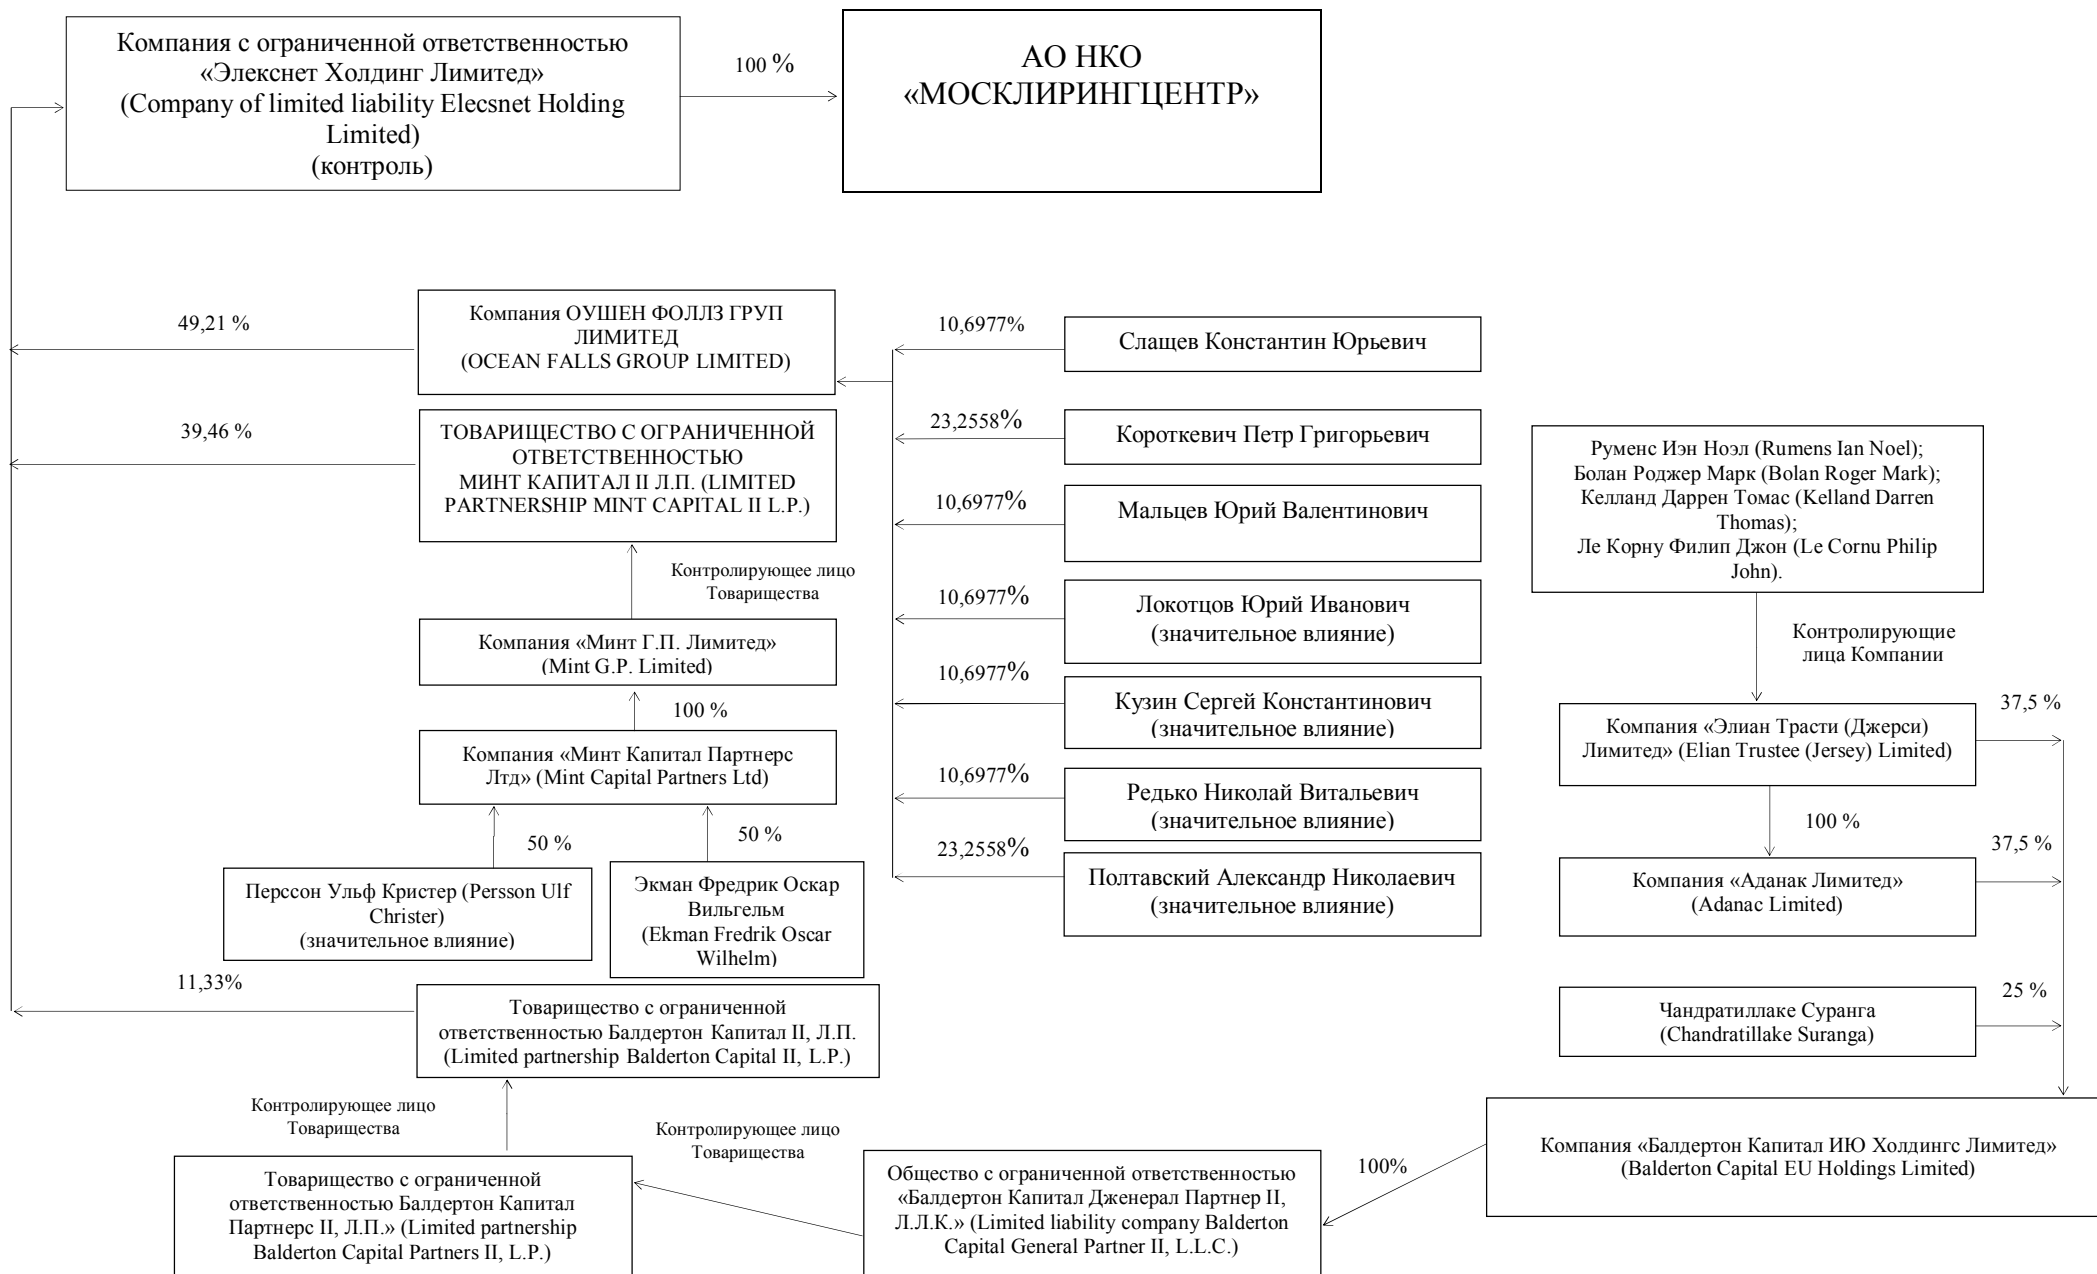 Компания с ограниченной ответственностью
«Элекснет Холдинг Лимитед»
(Company of limited liability Elecsnet Holding
Limited)
(контроль)
100 %
АО НКО
«МОСКЛИРИНГЦЕНТР»
49,21 %
Компания ОУШЕН ФОЛЛЗ ГРУП
ЛИМИТЕД
(OCEAN FALLS GROUP LIMITED)
39,46 %
ТОВАРИЩЕСТВО С ОГРАНИЧЕННОЙ
ОТВЕТСТВЕННОСТЬЮ
МИНТ КАПИТАЛ II Л.П. (LIMITED
PARTNERSHIP MINT CAPITAL II L.P.)
Контролирующее лицо
Товарищества
Компания «Минт Г.П. Лимитед»
(Mint G.P. Limited)
100 %
Компания «Минт Капитал Партнерс
Лтд» (Mint Capital Partners Ltd)
50 %
50 %
Перссон Ульф Кристер (Persson Ulf
Christer)
(значительное влияние)
Экман Фредрик Оскар
Вильгельм
(Ekman Fredrik Oscar
Wilhelm)
10,6977%
Слащев Константин Юрьевич
23,2558%
Короткевич Петр Григорьевич
10,6977%
Мальцев Юрий Валентинович
10,6977%
Локотцов Юрий Иванович
(значительное влияние)
10,6977%
Кузин Сергей Константинович
(значительное влияние)
10,6977%
Редько Николай Витальевич
(значительное влияние)
23,2558%
Полтавский Александр Николаевич
(значительное влияние)
Руменс Иэн Ноэл (Rumens Ian Noel);
Болан Роджер Марк (Bolan Roger Mark);
Келланд Даррен Томас (Kelland Darren
Thomas);
Ле Корну Филип Джон (Le Cornu Philip
John).
Контролирующие
лица Компании
Компания «Элиан Трасти (Джерси)
Лимитед» (Elian Trustee (Jersey) Limited)
37,5 %
100 %
37,5 %
Компания «Аданак Лимитед»
(Adanac Limited)
25 %
Чандратиллаке Суранга
(Chandratillake Suranga)
11,33%
Товарищество с ограниченной
ответственностью Балдертон Капитал II, Л.П.
(Limited partnership Balderton Capital II, L.P.)
Контролирующее лицо
Товарищества
Товарищество с ограниченной
ответственностью Балдертон Капитал
Партнерс II, Л.П.» (Limited partnership
Balderton Capital Partners II, L.P.)
Контролирующее лицо
Товарищества
Общество с ограниченной ответственностью
«Балдертон Капитал Дженерал Партнер II,
Л.Л.К.» (Limited liability company Balderton
Capital General Partner II, L.L.C.)
100%
Компания «Балдертон Капитал ИЮ Холдингс Лимитед»
(Balderton Capital EU Holdings Limited)